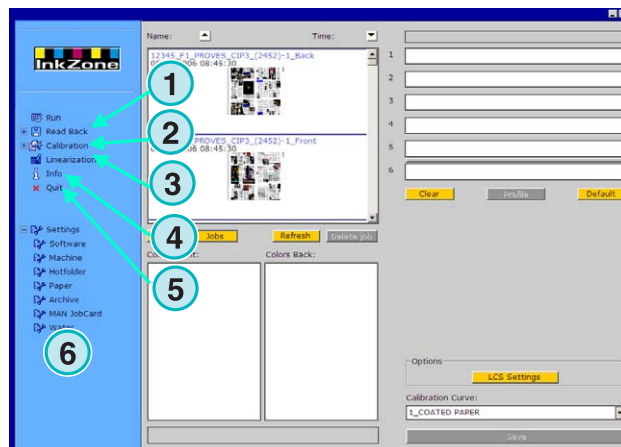 InkZone
Run
Read Back
Calibration
Linearization
Info
Quit
Settings
Software
Machine
Hotfolder
Paper
Archive
MAN JobCard
Water
Name:
Time:
12345_F1_PROVES_CIP3_(2452)-1_Back
2006 08:45:30
PROVES_CIP3_(2452)-1_Front
2006 08:45:30
Jobs
Refresh
Delete job
Colors Back:
1
2
3
4
5
6
Clear
Profile
Default
Options
LCS Settings
Calibration Curve:
1_COATED PAPER
Save
1
2
3
4
5
6